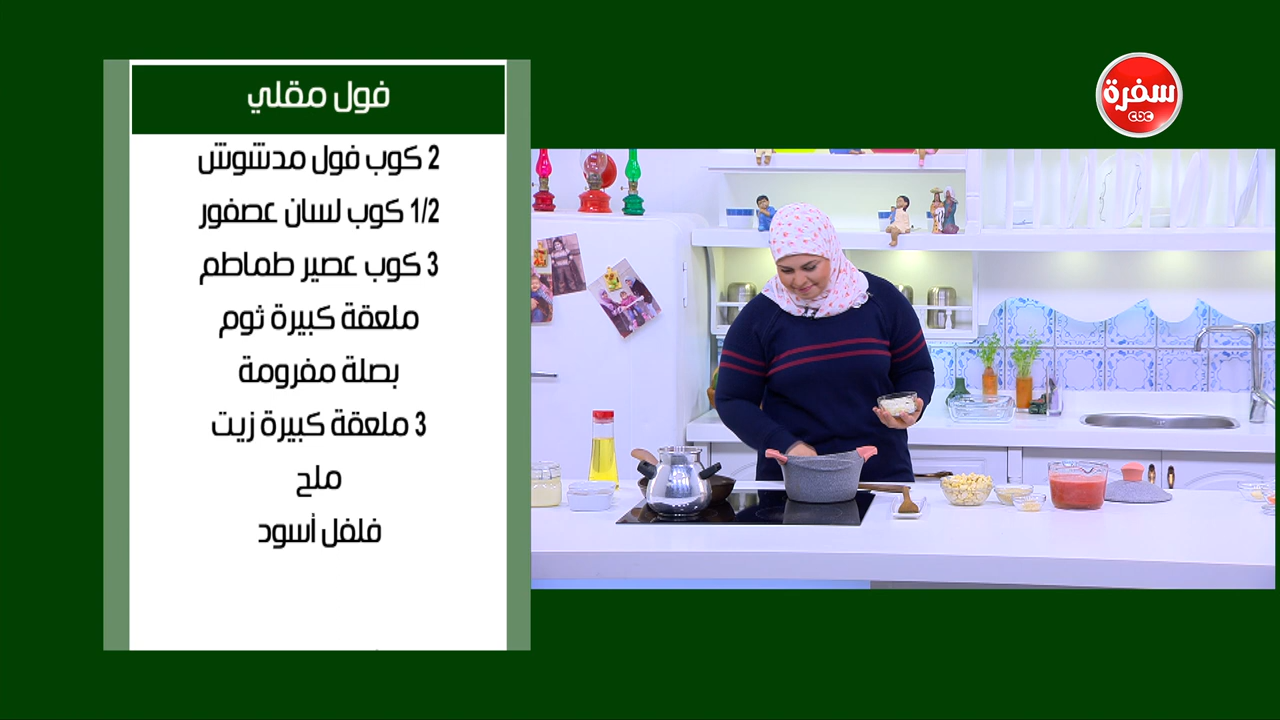 فول مقلي
2 كوب فول مدشوش
1/2 كوب لسان عصفور
3 كوب عصير طماطم
ملعقة كبيرة ثوم
بصلة مفرومة
3 ملعقة كبيرة زيت
ملح
فلفل أسود
سفرة
cbc